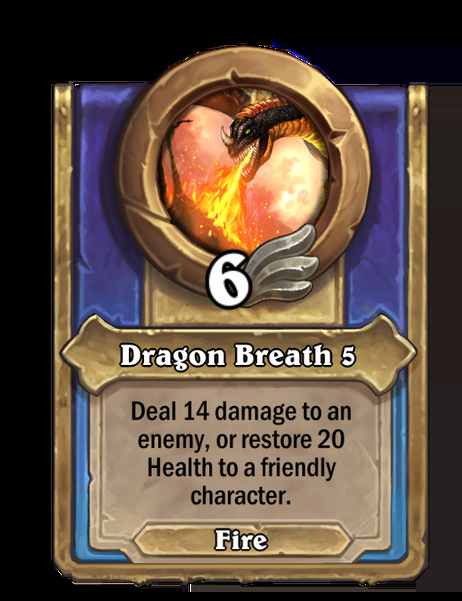 6
Dragon Breath 5
Deal 14 damage to an
enemy, or restore 20
Health to a friendly
character.
Fire